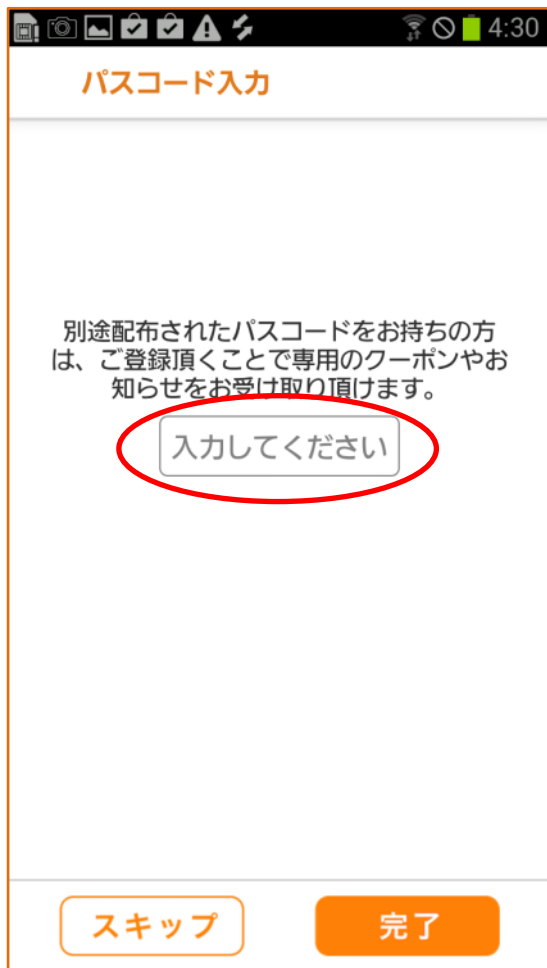 4:30
パスコード入力
別途配布されたパスコードをお持ちの方
は、ご登録頂くことで専用のクーポンやお
知らせをお受け取り頂けます。
入力してください
スキップ 完了